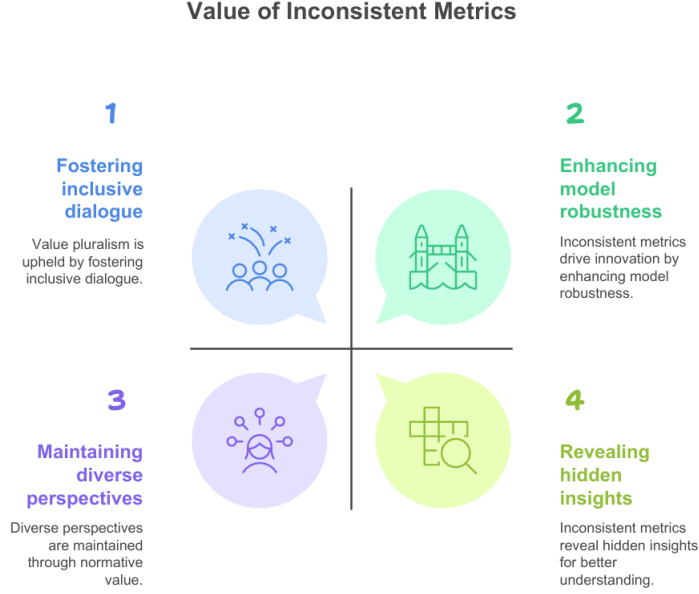 Value of Inconsistent Metrics
1
Fostering
inclusive
dialogue
Value pluralism is
upheld by fostering
inclusive dialogue.
2
Enhancing
model
robustness
Inconsistent metrics
drive innovation by
enhancing model
robustness.
3
Maintaining
diverse
perspectives
Diverse perspectives
are maintained
through normative
value.
4
Revealing
hidden
insights
Inconsistent metrics
reveal hidden insights
for better
understanding.